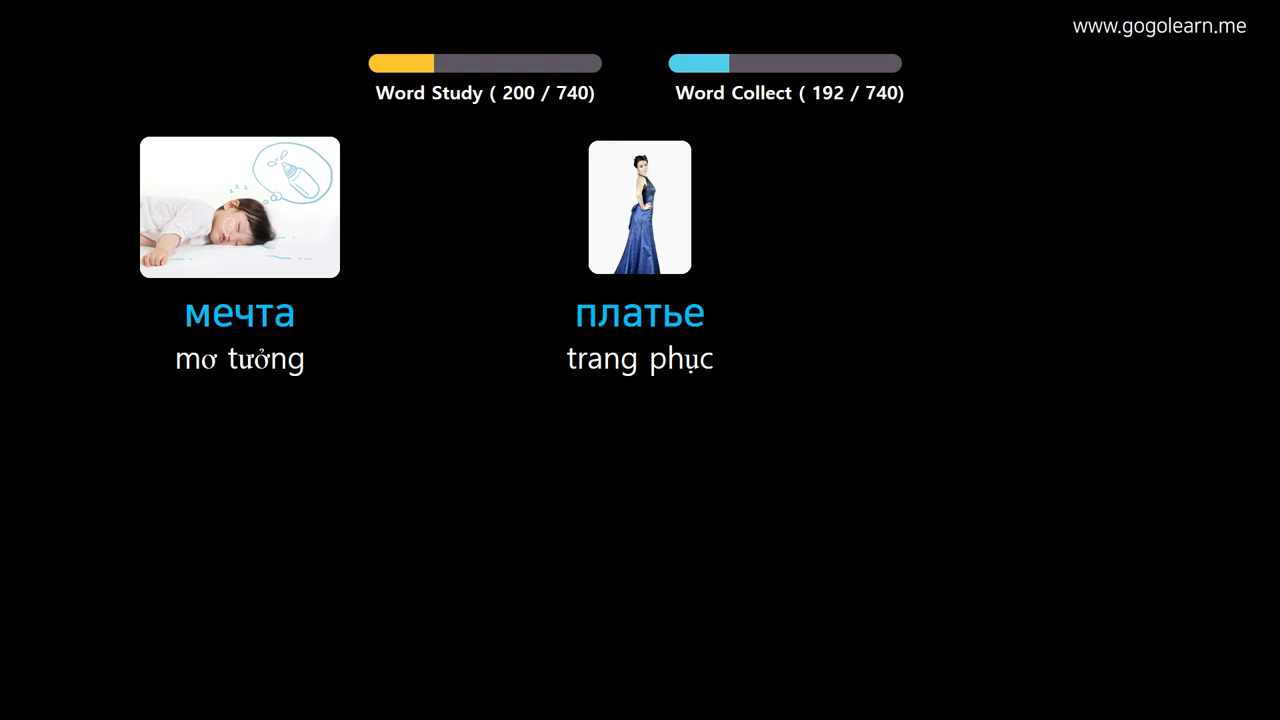 www.gogolearn.me
Word Study ( 200 / 740)
Word Collect ( 192 / 740)
мечта
mơ tưởng
платье
trang phục